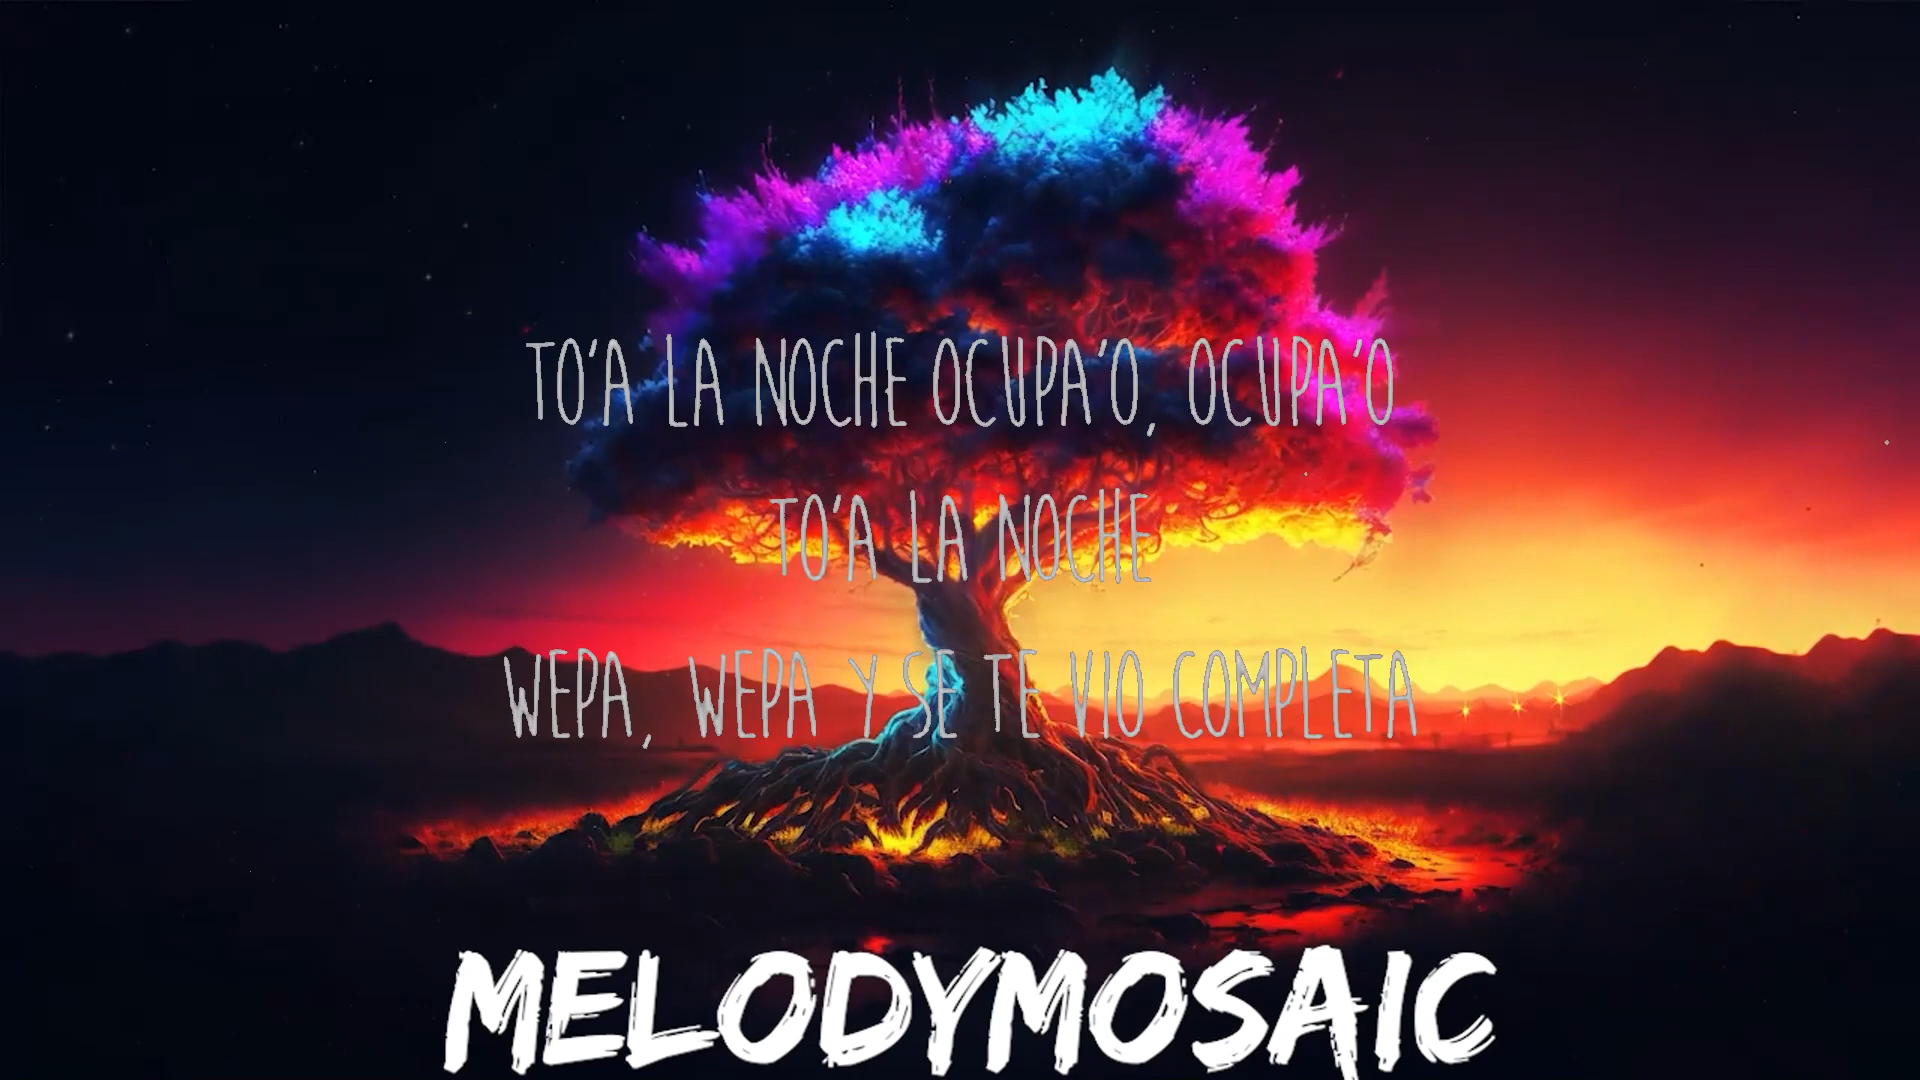 TO'A LA NOCHE OCUPA'O, OCUPA'O
TO'A LA NOCHE
WEPA, WEPA Y SE TE VIO COMPLETA
MELODYMOSAIC